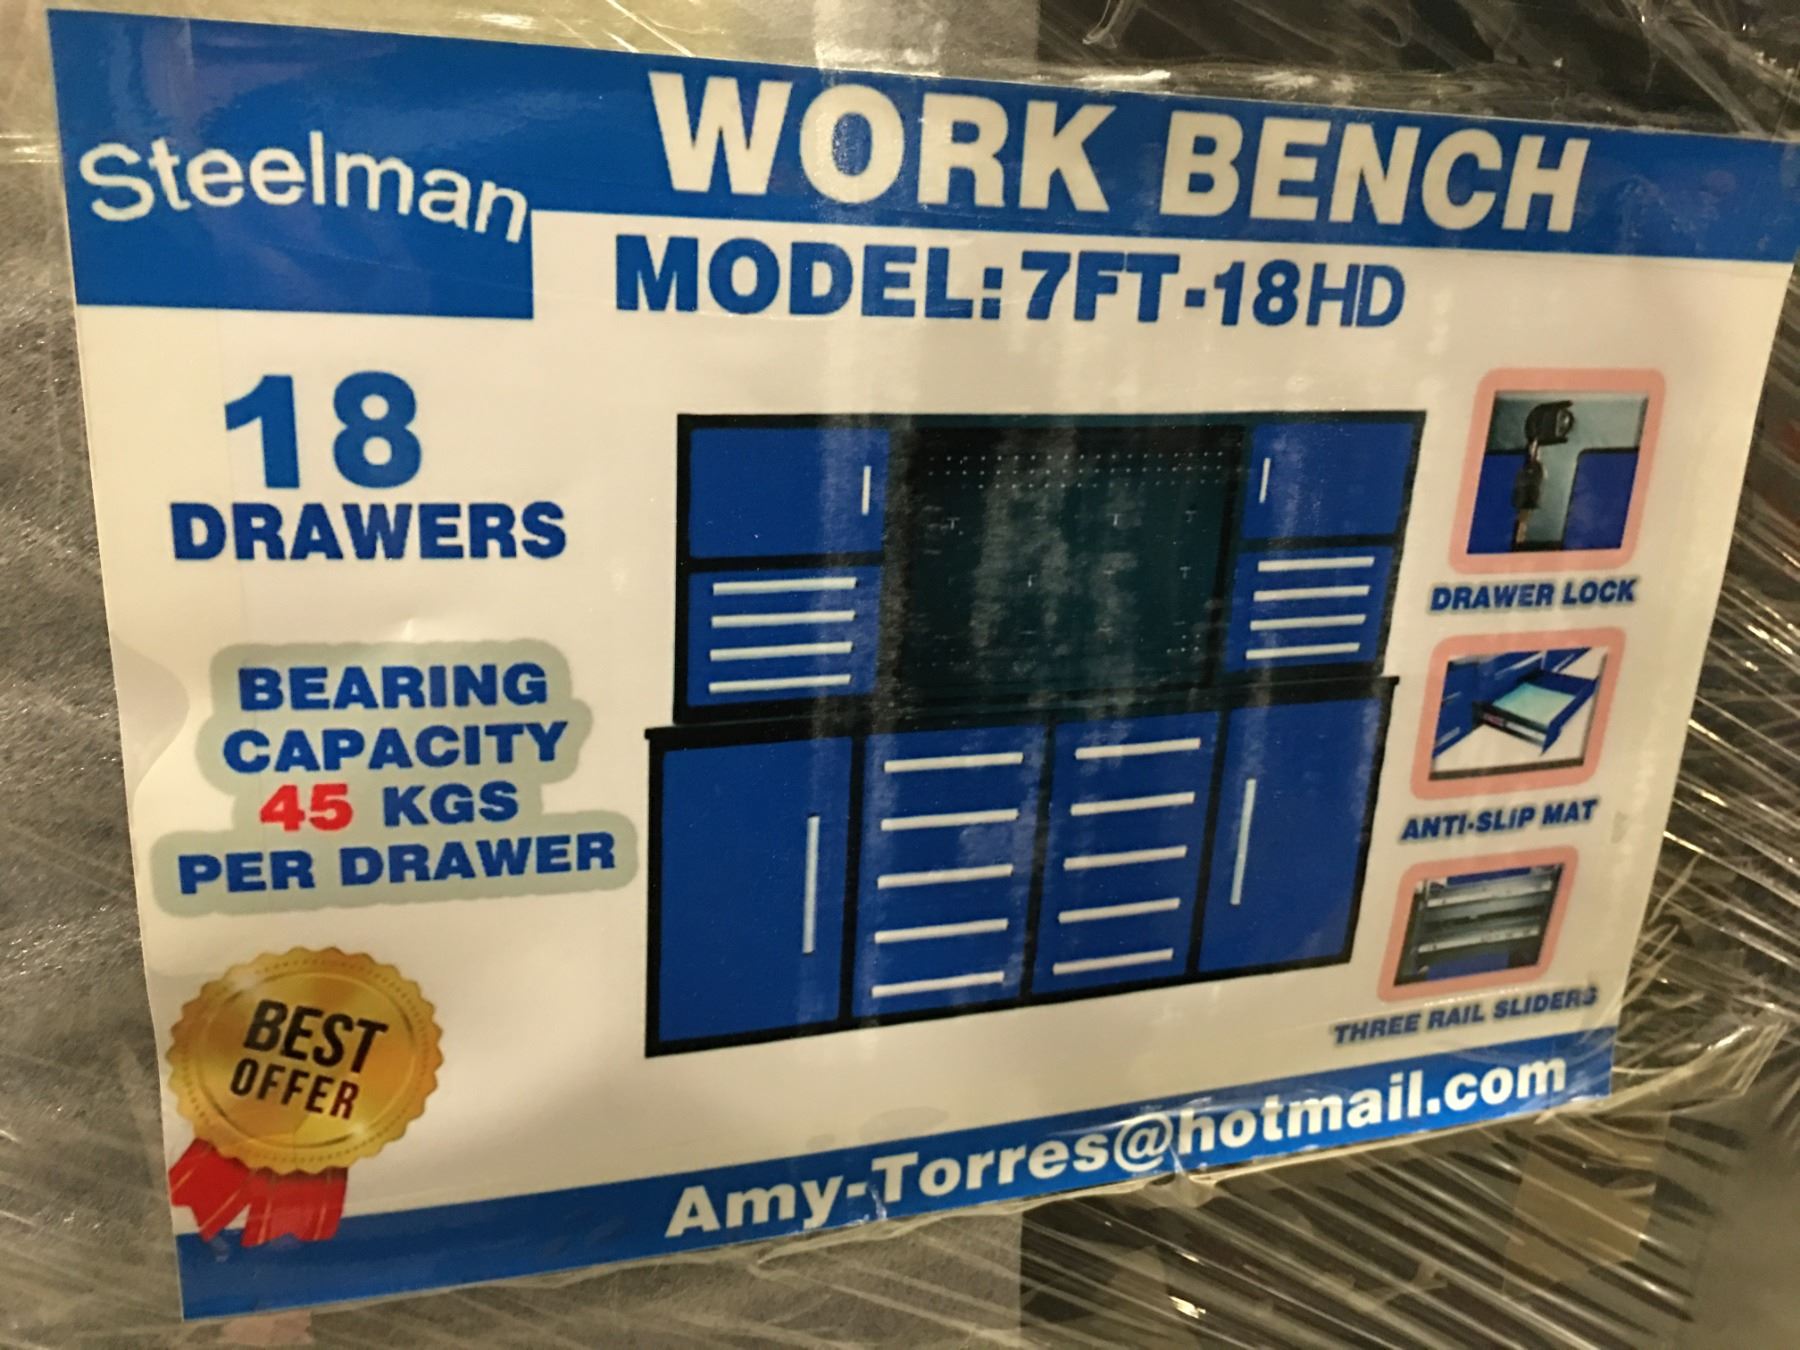 Steelman
WORK BENCH
MODEL: 7FT-18HD
18
DRAWERS
BEARING
CAPACITY
45 KGS
PER DRAWER
BEST
OFFER
DRAWER LOCK
ANTI-SLIP MAT
THREE RAIL SLIDERS
Amy-Torres@hotmail.com